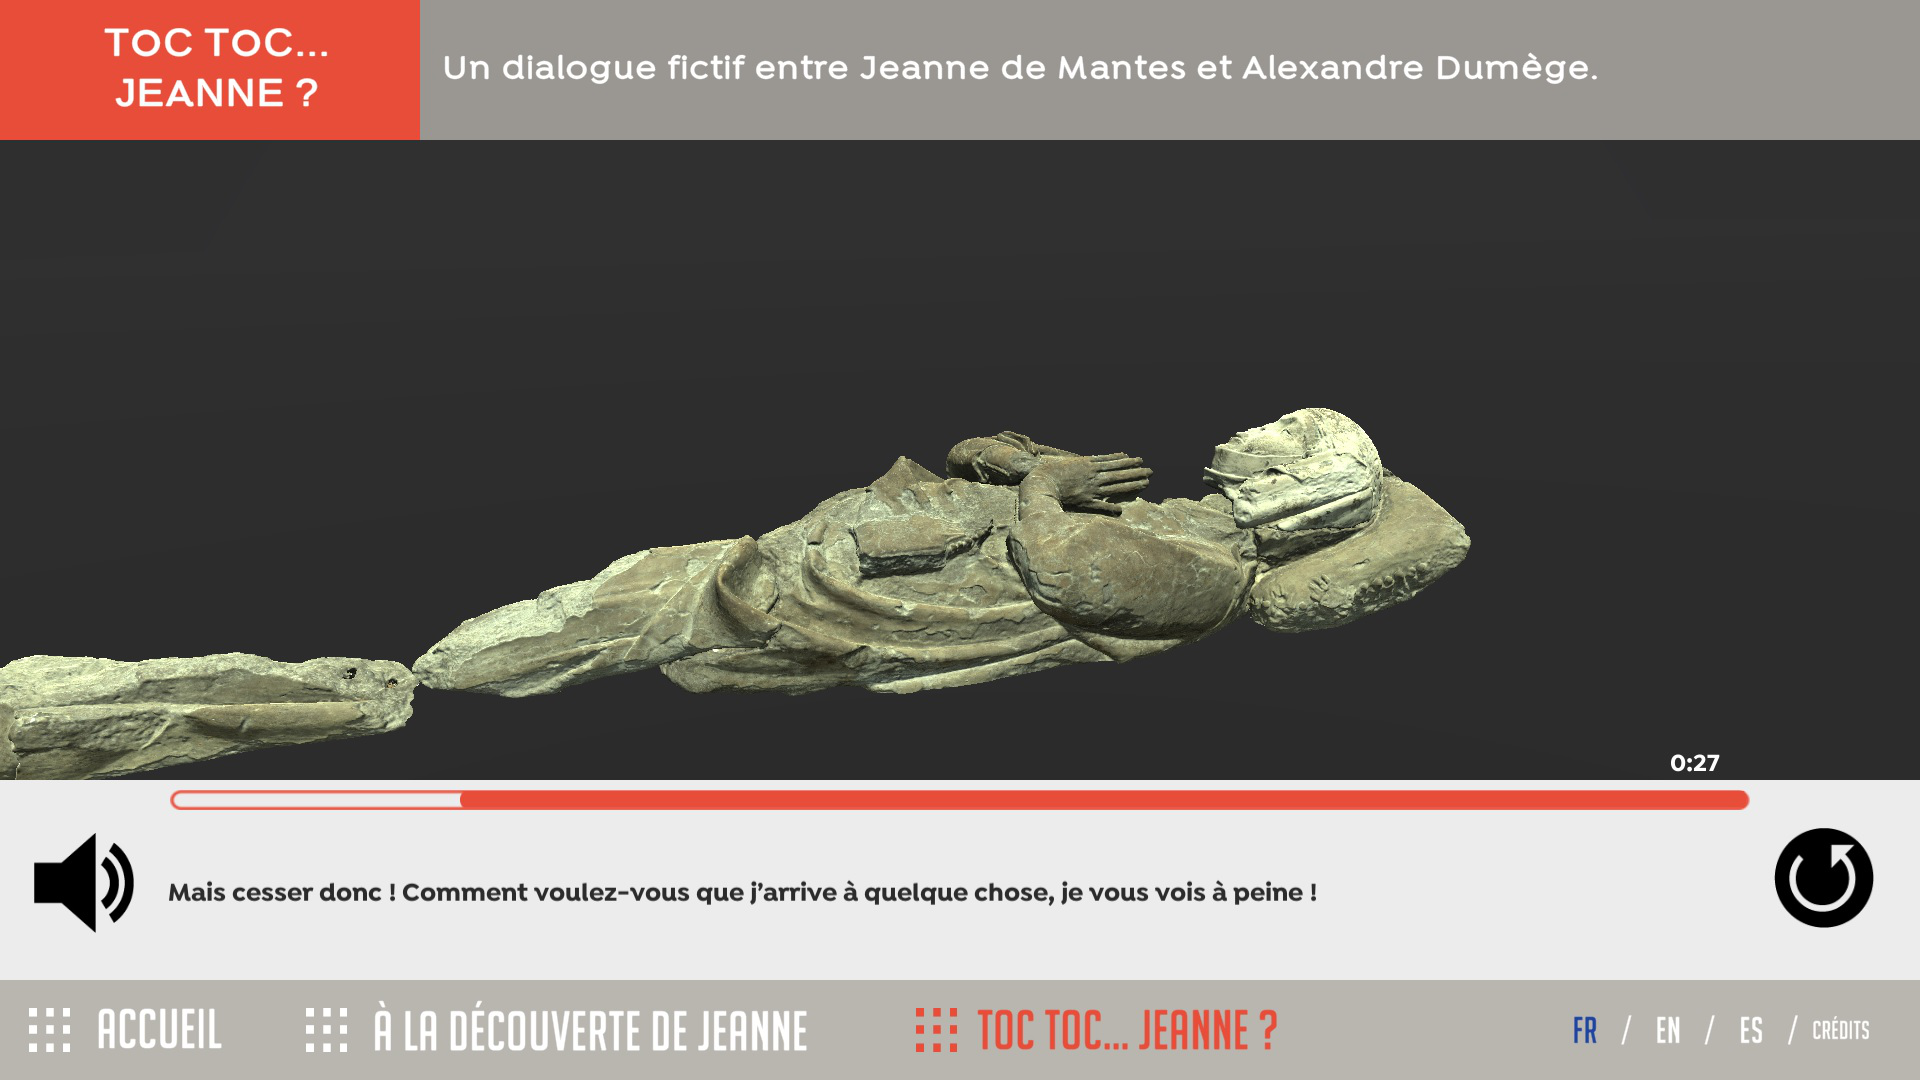 TOC TOC...
JEANNE ?
Un dialogue fictif entre Jeanne de Mantes et Alexandre Dumège.
0:27
Mais cesser donc ! Comment voulez-vous que j’arrive à quelque chose, je vous vois à peine !
ACCUEIL
À LA DÉCOUVERTE DE JEANNE
TOC TOC... JEANNE ?
FR / EN / ES / CRÉDITS